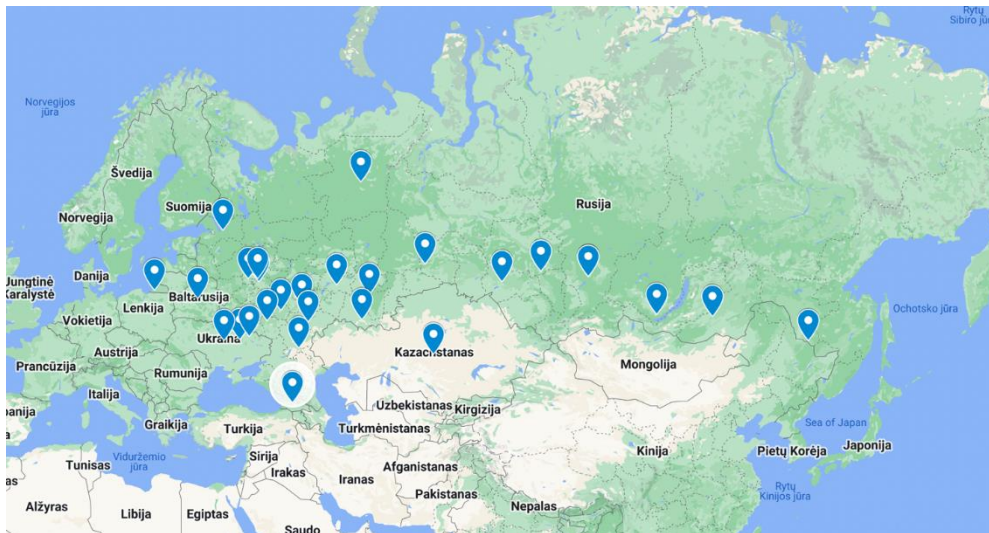 Rytų
Sibiro jūra
Norvegijos
jūra
Švedija
Suomija
Rusija
Norvegija
Jungtinė
Karalystė
Danija
Baltarusija
Lenkija
Ochotsko jūra
Vokietija
Ukraina
Kazachstanas
Austrija
Mongolija
Prancūzija
Rumunija
Italija
Uzbekistanas
Kirgizija
Sea of Japan
Graikija
Turkija
Turkmėnistanas
Kinija
Pietų Korėja
Japonija
Viduržemio
jūra
Sirija
Tunisas
Irakas
Iranas
Afganistanas
Pakistanas
Rytų
Kinijos jūra
Alžyras
Libija
Egiptas
Nepalas
Saudo